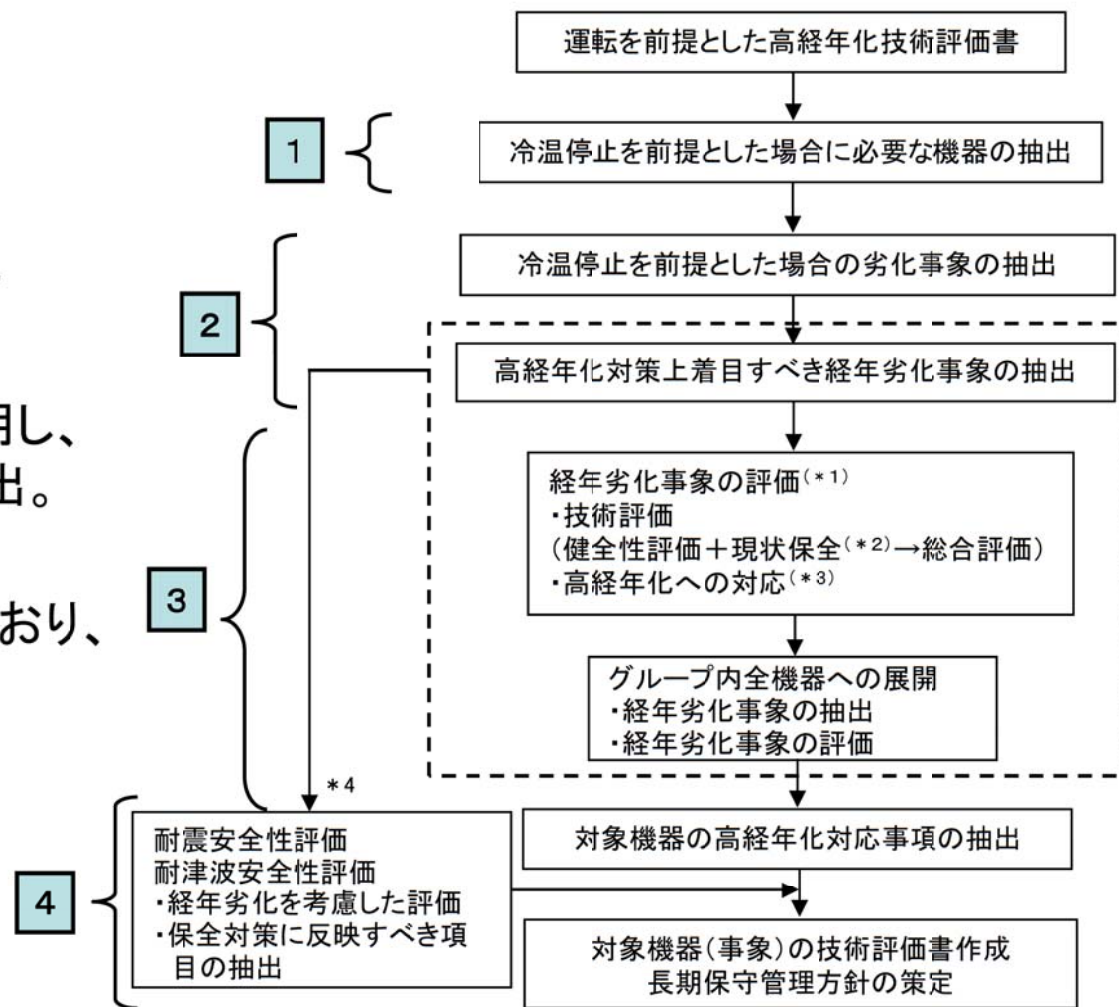 運転を前提とした高経年化技術評価書
1
冷温停止を前提とした場合に必要な機器の抽出
冷温停止を前提とした場合の劣化事象の抽出
2
高経年化対策上着目すべき経年劣化事象の抽出
用し、
出。
経年劣化事象の評価(*1)
・技術評価
(健全性評価+現状保全(*2)→総合評価)
・高経年化への対応(*3)
3
おり、
グループ内全機器への展開
・経年劣化事象の抽出
・経年劣化事象の評価
*4
耐震安全性評価
耐津波安全性評価
・経年劣化を考慮した評価
・保全対策に反映すべき項
目の抽出
4
対象機器の高経年化対応事項の抽出
対象機器(事象)の技術評価書作成
長期保守管理方針の策定